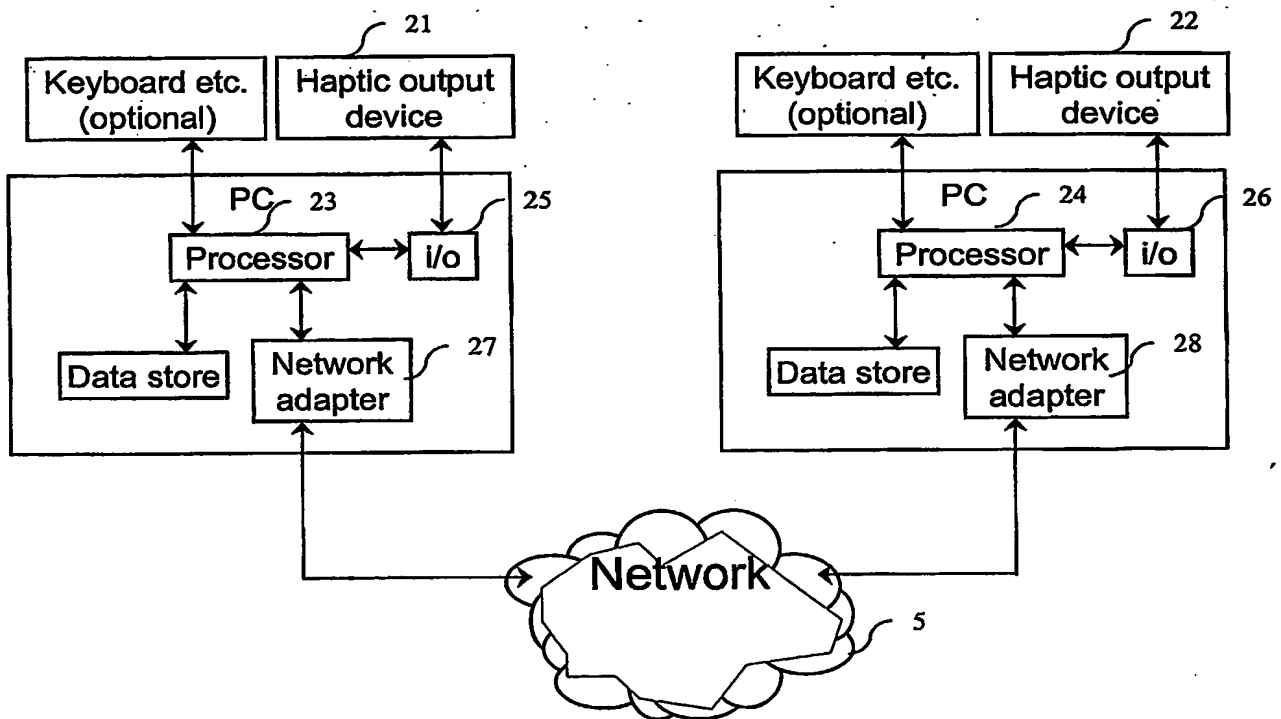 21
Keyboard etc.
(optional)
Haptic output
device
PC
23
25
Processor
i/o
Data store
Network
adapter
27
22
Keyboard etc.
(optional)
Haptic output
device
PC
24
26
Processor
i/o
Data store
Network
adapter
28
Network
5